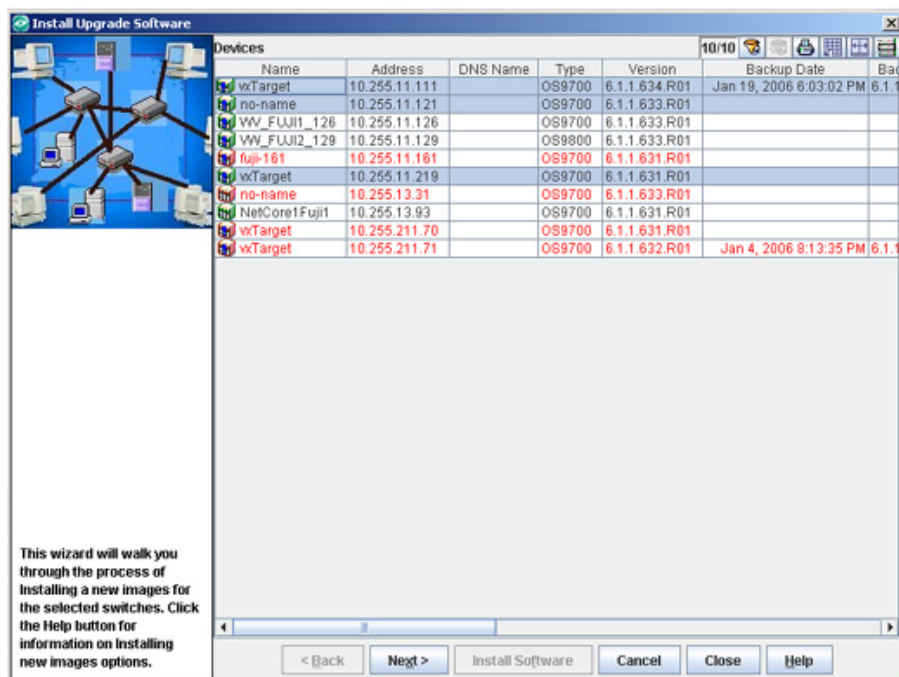 Install Upgrade Software
Devices 10/10
Name Address DNS Name Type Version Backup Date Bac
vxTarget 10.255.11.111 OS9700 6.1.1.634.R01 Jan 19, 2006 6:03:02 PM 6.1.1
no-name 10.255.11.121 OS9700 6.1.1.633.R01
VW_FUJI1_126 10.255.11.126 OS9700 6.1.1.633.R01
VW_FUJI2_129 10.255.11.129 OS9800 6.1.1.633.R01
fuji-161 10.255.11.161 OS9700 6.1.1.631.R01
vxTarget 10.255.11.219 OS9700 6.1.1.631.R01
no-name 10.255.13.31 OS9700 6.1.1.633.R01
NetCore1Fuji1 10.255.13.93 OS9700 6.1.1.631.R01
vxTarget 10.255.211.70 OS9700 6.1.1.631.R01
vxTarget 10.255.211.71 OS9700 6.1.1.632.R01 Jan 4, 2006 8:13:35 PM 6.1.1
This wizard will walk you
through the process of
Installing a new images for
the selected switches. Click
the Help button for
information on Installing
new images options.
< Back Next > Install Software Cancel Close Help